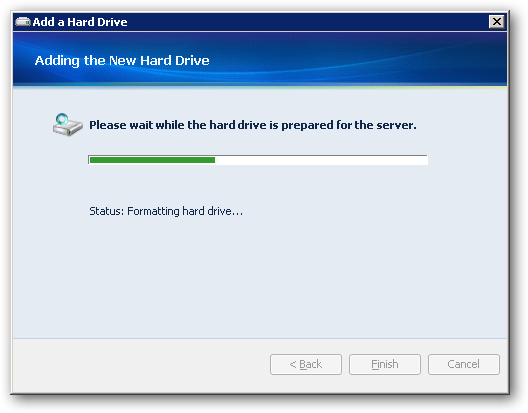 Add a Hard Drive
Adding the New Hard Drive
Please wait while the hard drive is prepared for the server.
Status: Formatting hard drive...
< Back
Finish
Cancel